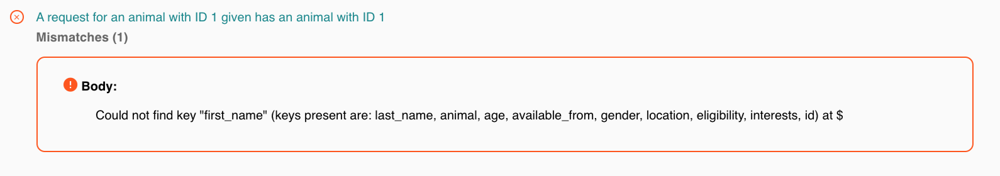 A request for an animal with ID 1 given has an animal with ID 1
Mismatches (1)
Body:
Could not find key "first_name" (keys present are: last_name, animal, age, available_from, gender, location, eligibility, interests, id) at $